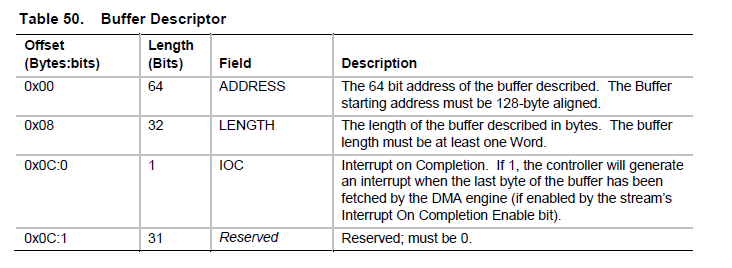 Table 50. Buffer Descriptor
Offset (Bytes:bits) Length (Bits) Field Description
0x00 64 ADDRESS The 64 bit address of the buffer described. The Buffer
starting address must be 128-byte aligned.
0x08 32 LENGTH The length of the buffer described in bytes. The buffer
length must be at least one Word.
0x0C:0 1 IOC Interrupt on Completion. If 1, the controller will generate
an interrupt when the last byte of the buffer has been
fetched by the DMA engine (if enabled by the stream's
Interrupt On Completion Enable bit).
0x0C:1 31 Reserved Reserved; must be 0.